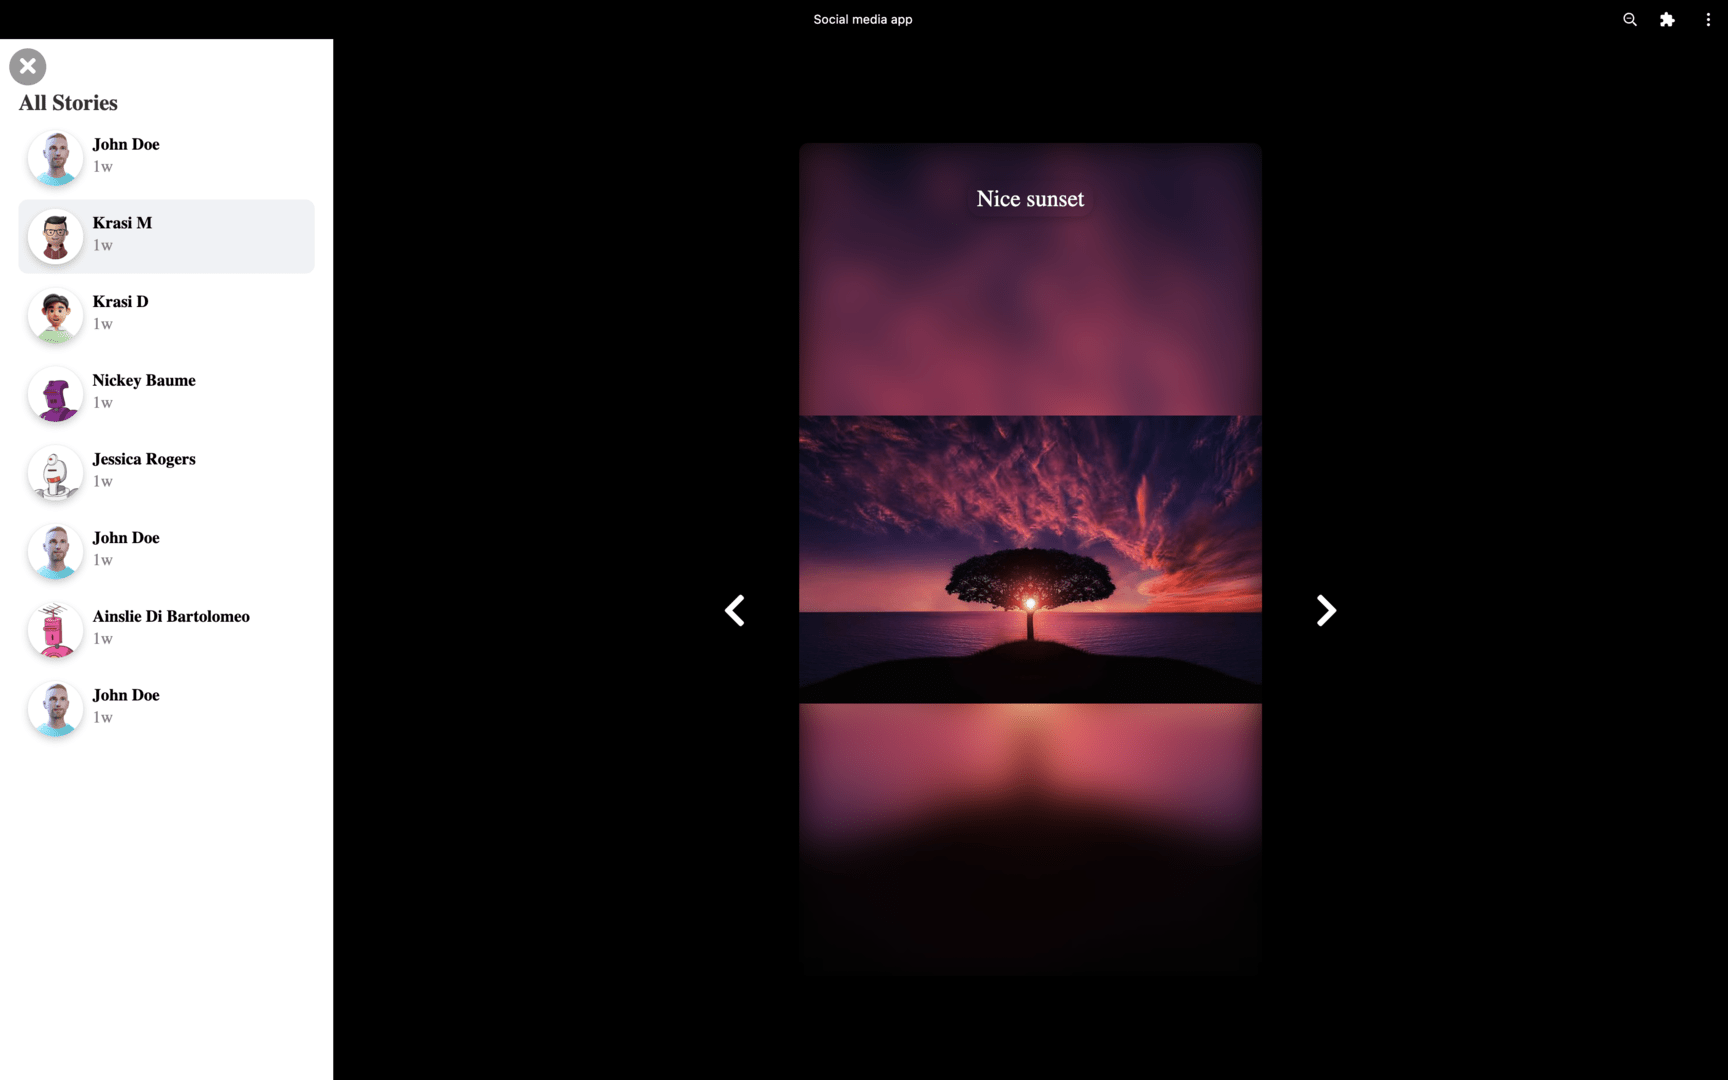 Social media app
All Stories
John Doe
1w
Krasi M
1w
Krasi D
1w
Nickey Baume
1w
Jessica Rogers
1w
John Doe
1w
Ainslie Di Bartolomeo
1w
John Doe
1w
Nice sunset